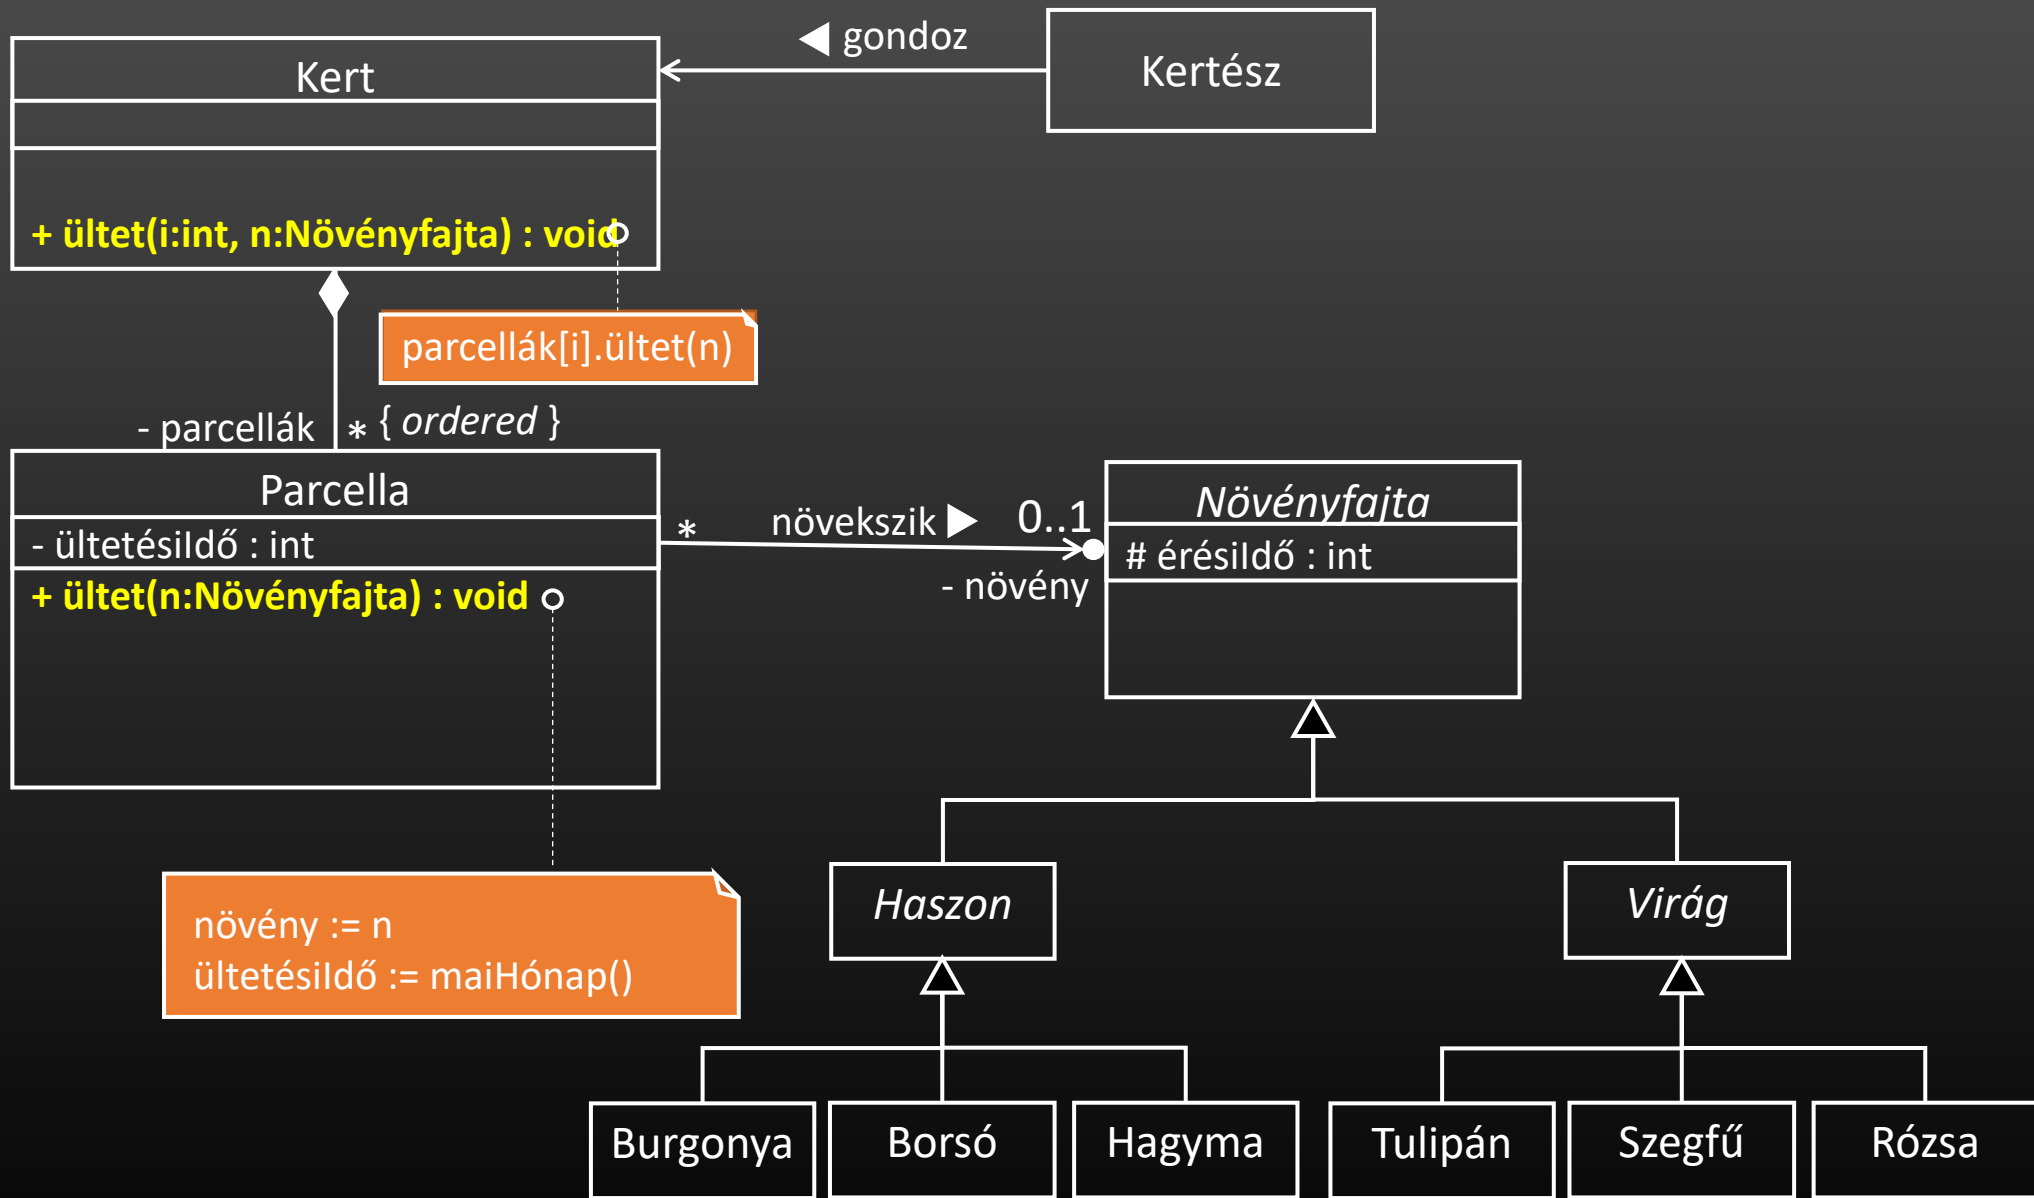 Kert
◀ gondoz
Kertész
+ ültet(i:int, n:Növényfajta) : void
parcellák[i].ültet(n)
- parcellák * { ordered }
Parcella
- ültetésiIdő : int
+ ültet(n:Növényfajta) : void
* növekszik ▶ 0..1
- növény
Növényfajta
# érésiIdő : int
növény := n
ültetésiIdő := maiHónap()
Haszon
Virág
Burgonya
Borsó
Hagyma
Tulipán
Szegfű
Rózsa